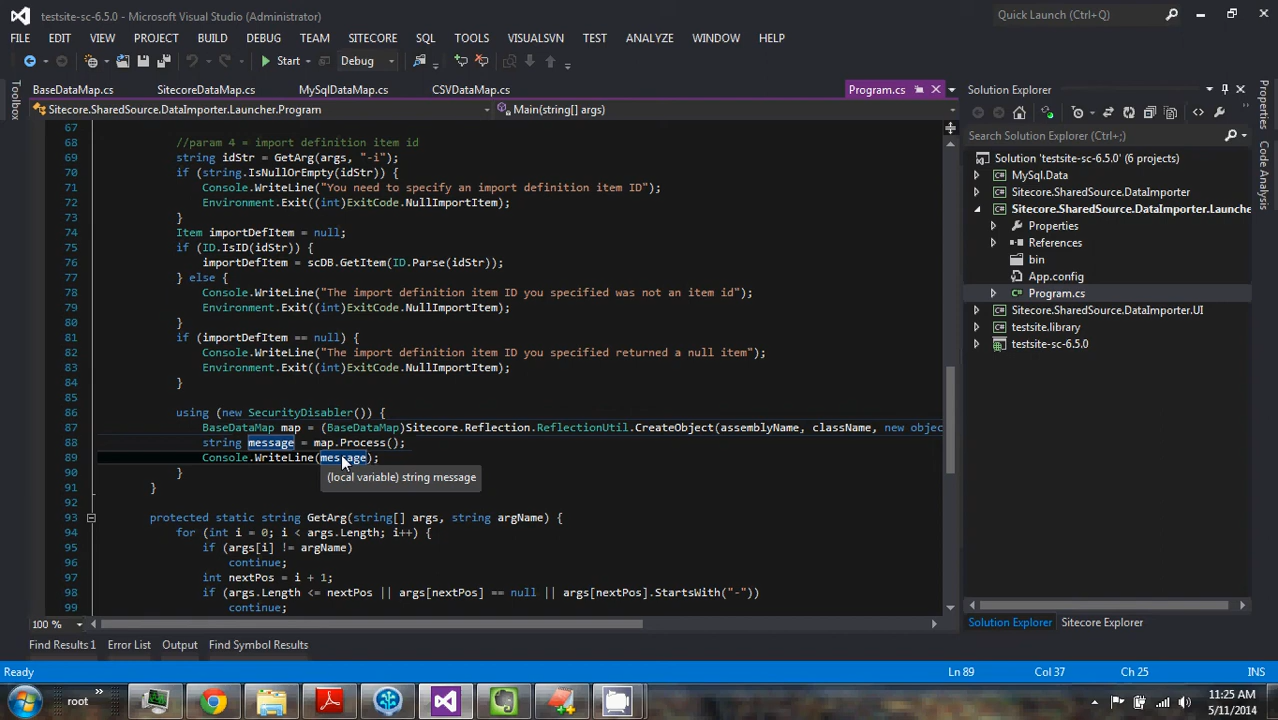 testsite-sc-6.5.0 - Microsoft Visual Studio (Administrator)
Quick Launch (Ctrl+Q)
FILE EDIT VIEW PROJECT BUILD DEBUG TEAM SITECORE SQL TOOLS VISUALSVN TEST ANALYZE WINDOW HELP
Start Debug
Toolbox
BaseDataMap.cs SitecoreDataMap.cs MySqlDataMap.cs CSVDataMap.cs Program.cs
Sitecore.SharedSource.DataImporter.Launcher.Program Main(string[] args)
67
68 //param 4 = import definition item id
69 string idStr = GetArg(args, "-i");
70 if (string.IsNullOrEmpty(idStr)) {
71 Console.WriteLine("You need to specify an import definition item ID");
72 Environment.Exit((int)ExitCode.NullImportItem);
73 }
74 Item importDefItem = null;
75 if (ID.IsID(idStr)) {
76 importDefItem = scDB.GetItem(ID.Parse(idStr));
77 } else {
78 Console.WriteLine("The import definition item ID you specified was not an item id");
79 Environment.Exit((int)ExitCode.NullImportItem);
80 }
81 if (importDefItem == null) {
82 Console.WriteLine("The import definition item ID you specified returned a null item");
83 Environment.Exit((int)ExitCode.NullImportItem);
84 }
85
86 using (new SecurityDisabler()) {
87 BaseDataMap map = (BaseDataMap)Sitecore.Reflection.ReflectionUtil.CreateObject(assemblyName, className, new objec
88 string message = map.Process();
89 Console.WriteLine(message);
(local variable) string message
90 }
91 }
92
93 protected static string GetArg(string[] args, string argName) {
94 for (int i = 0; i < args.Length; i++) {
95 if (args[i] != argName)
96 continue;
97 int nextPos = i + 1;
98 if (args.Length <= nextPos || args[nextPos] == null || args[nextPos].StartsWith("-"))
99 continue;
100 %
Solution Explorer
Search Solution Explorer (Ctrl+;)
Solution 'testsite-sc-6.5.0' (6 projects)
MySql.Data
Sitecore.SharedSource.DataImporter
Sitecore.SharedSource.DataImporter.Launche
Properties
References
bin
App.config
Program.cs
Sitecore.SharedSource.DataImporter.UI
testsite.library
testsite-sc-6.5.0
Solution Explorer Sitecore Explorer
Properties
Code Analysis
Find Results 1 Error List Output Find Symbol Results
Ready Ln 89 Col 37 Ch 25 INS
root »
11:25 AM
5/11/2014